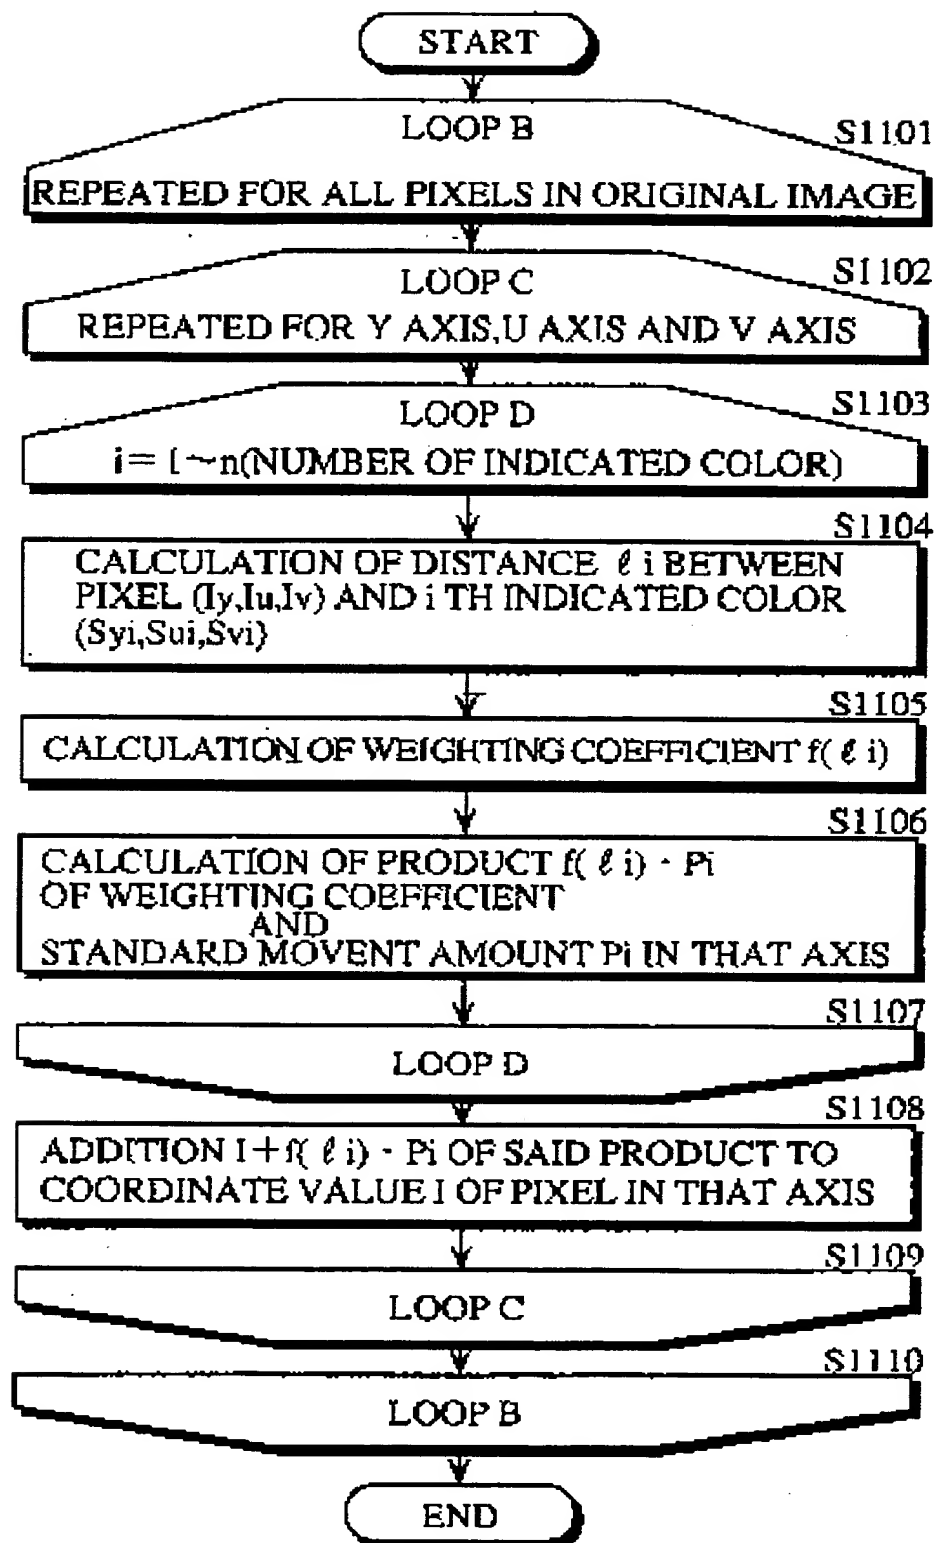 START
LOOP B
S1101
REPEATED FOR ALL PIXELS IN ORIGINAL IMAGE
LOOP C
S1102
REPEATED FOR Y AXIS,U AXIS AND V AXIS
LOOP D
S1103
i=1~n(NUMBER OF INDICATED COLOR)
S1104
CALCULATION OF DISTANCE ℓ i BETWEEN
PIXEL (Iy,Iu,Iv) AND i TH INDICATED COLOR
(Syi,Sui,Svi}
S1105
CALCULATION OF WEIGHTING COEFFICIENT f( ℓ i)
S1106
CALCULATION OF PRODUCT f( ℓ i) · Pi
OF WEIGHTING COEFFICIENT
AND
STANDARD MOVENT AMOUNT Pi IN THAT AXIS
S1107
LOOP D
S1108
ADDITION I+f( ℓ i) · Pi OF SAID PRODUCT TO
COORDINATE VALUE I OF PIXEL IN THAT AXIS
S1109
LOOP C
S1110
LOOP B
END